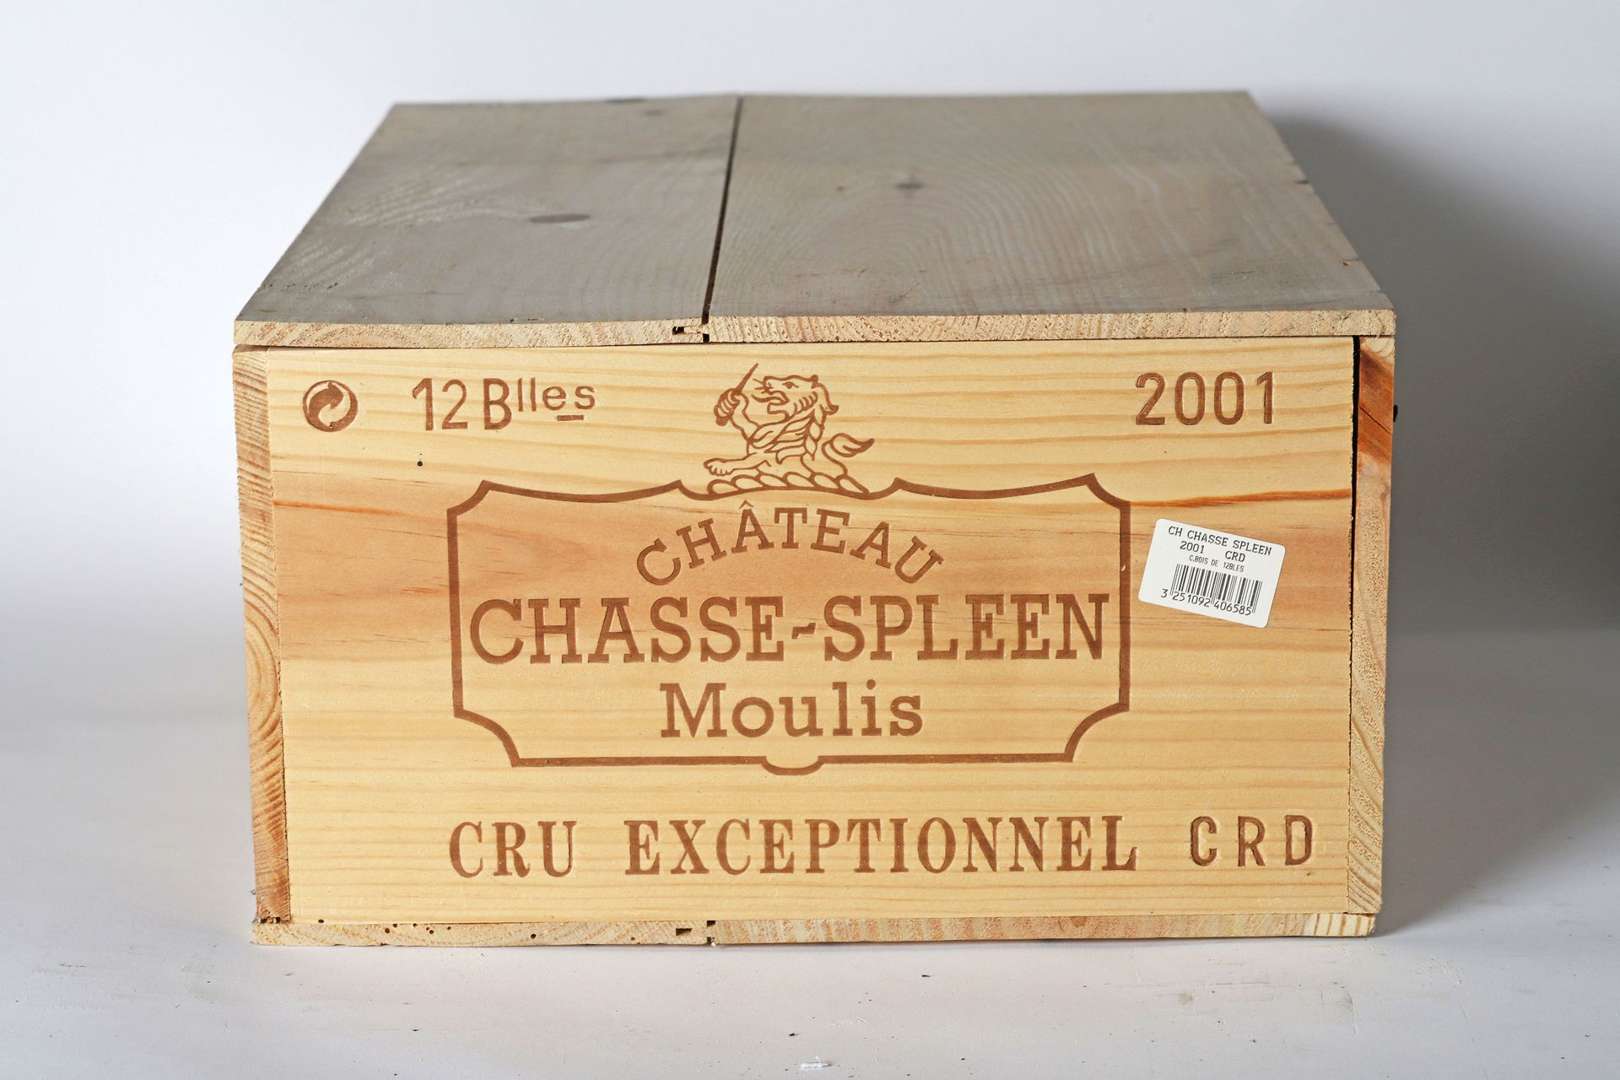 12 Blles
2001
CHÂTEAU
CHASSE-SPLEEN
Moulis
CRU EXCEPTIONNEL CRD
CH CHASSE SPLEEN
2001 CRD
C.BOIS DE 12BLES
3 251092 406585